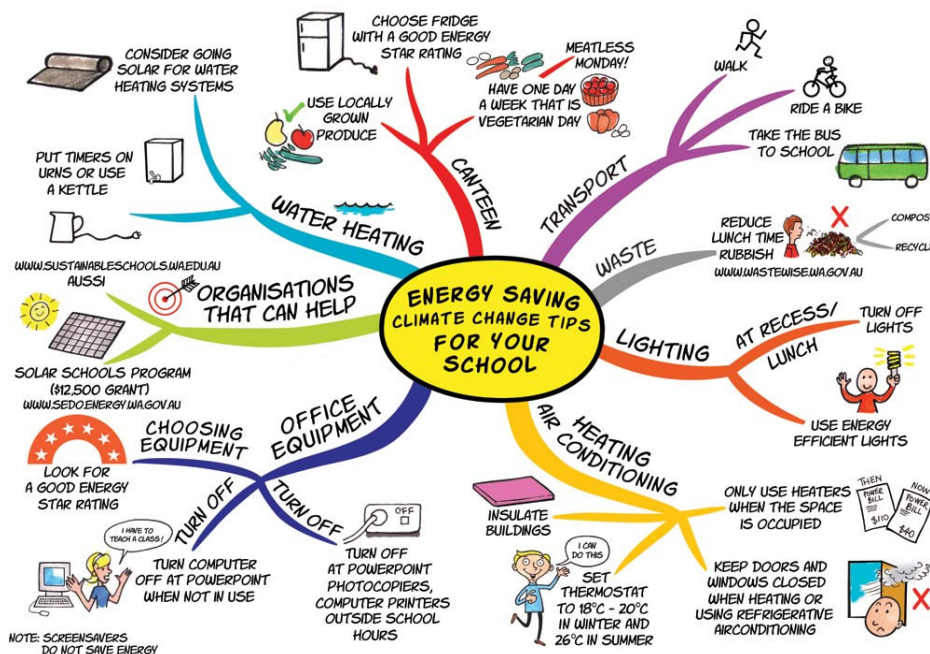 ENERGY SAVING
CLIMATE CHANGE TIPS
FOR YOUR
SCHOOL
CANTEEN
CHOOSE FRIDGE
WITH A GOOD ENERGY
STAR RATING
USE LOCALLY
GROWN
PRODUCE
MEATLESS
MONDAY!
HAVE ONE DAY
A WEEK THAT IS
VEGETARIAN DAY
TRANSPORT
WALK
RIDE A BIKE
TAKE THE BUS
TO SCHOOL
WASTE
REDUCE
LUNCH TIME
RUBBISH
WWW.WASTEWISE.WA.GOV.AU
COMPOS
RECYCL
LIGHTING
AT RECESS/
LUNCH
TURN OFF
LIGHTS
USE ENERGY
EFFICIENT LIGHTS
HEATING
AIR
CONDITIONING
ONLY USE HEATERS
WHEN THE SPACE
IS OCCUPIED
THEN
POWER
BILL
$110
NOW
POWER
BILL
$40
KEEP DOORS AND
WINDOWS CLOSED
WHEN HEATING OR
USING REFRIGERATIVE
AIRCONDITIONING
INSULATE
BUILDINGS
I CAN
DO THIS
SET
THERMOSTAT
TO 18°C - 20°C
IN WINTER AND
26°C IN SUMMER
OFFICE
EQUIPMENT
CHOOSING
EQUIPMENT
LOOK FOR
A GOOD ENERGY
STAR RATING
TURN OFF
TURN COMPUTER
OFF AT POWERPOINT
WHEN NOT IN USE
I HAVE TO
TEACH A CLASS!
NOTE: SCREENSAVERS
DO NOT SAVE ENERGY
TURN OFF
OFF
TURN OFF
AT POWERPOINT
PHOTOCOPIERS,
COMPUTER PRINTERS
OUTSIDE SCHOOL
HOURS
ORGANISATIONS
THAT CAN HELP
WWW.SUSTAINABLESCHOOLS.WA.EDU.AU
AUSSI
SOLAR SCHOOLS PROGRAM
($12,500 GRANT)
WWW.SEDO.ENERGY.WA.GOV.AU
WATER HEATING
CONSIDER GOING
SOLAR FOR WATER
HEATING SYSTEMS
PUT TIMERS ON
URNS OR USE
A KETTLE